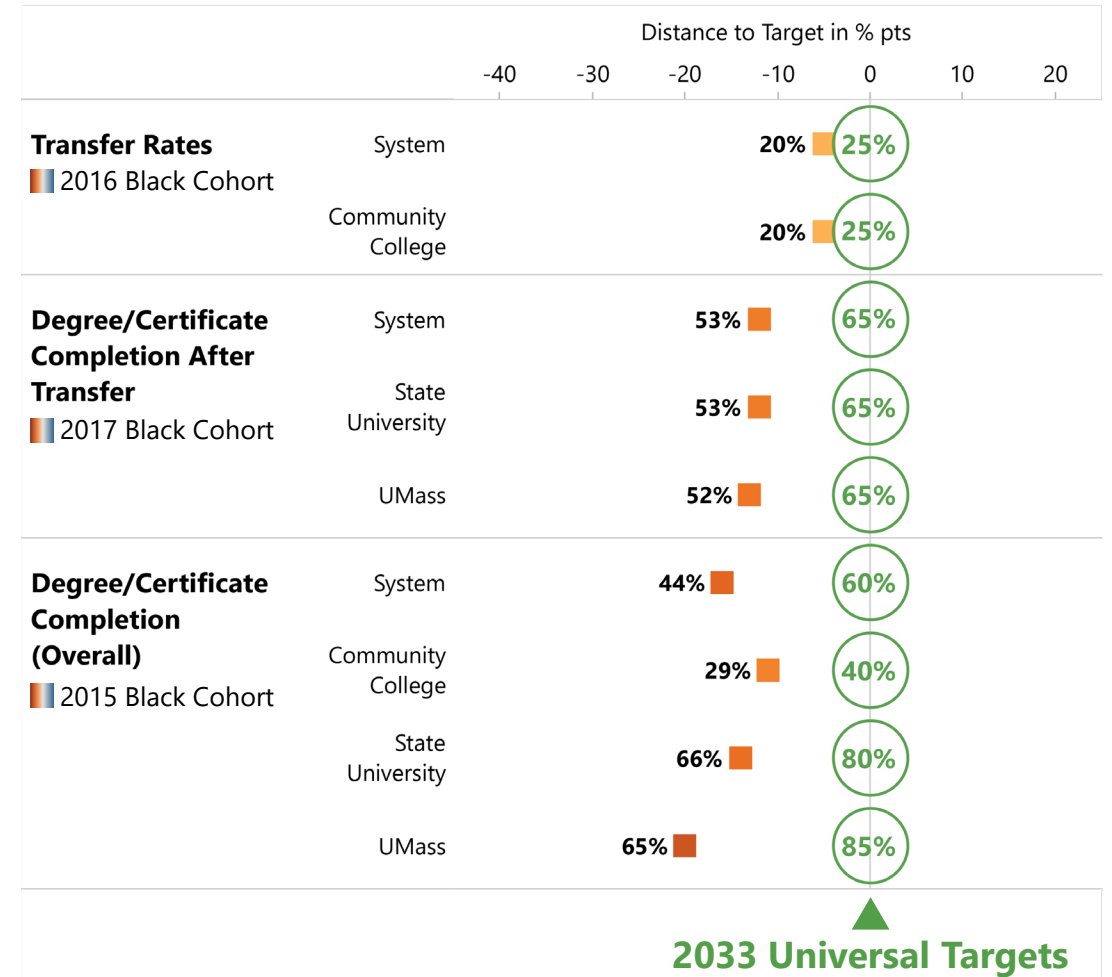 Distance to Target in % pts
-40 -30 -20 -10 0 10 20
Transfer Rates
2016 Black Cohort
System
20% 25%
Community
College
20% 25%
Degree/Certificate
Completion After
Transfer
2017 Black Cohort
System
53% 65%
State
University
53% 65%
UMass
52% 65%
Degree/Certificate
Completion
(Overall)
2015 Black Cohort
System
44% 60%
Community
College
29% 40%
State
University
66% 80%
UMass
65% 85%
2033 Universal Targets